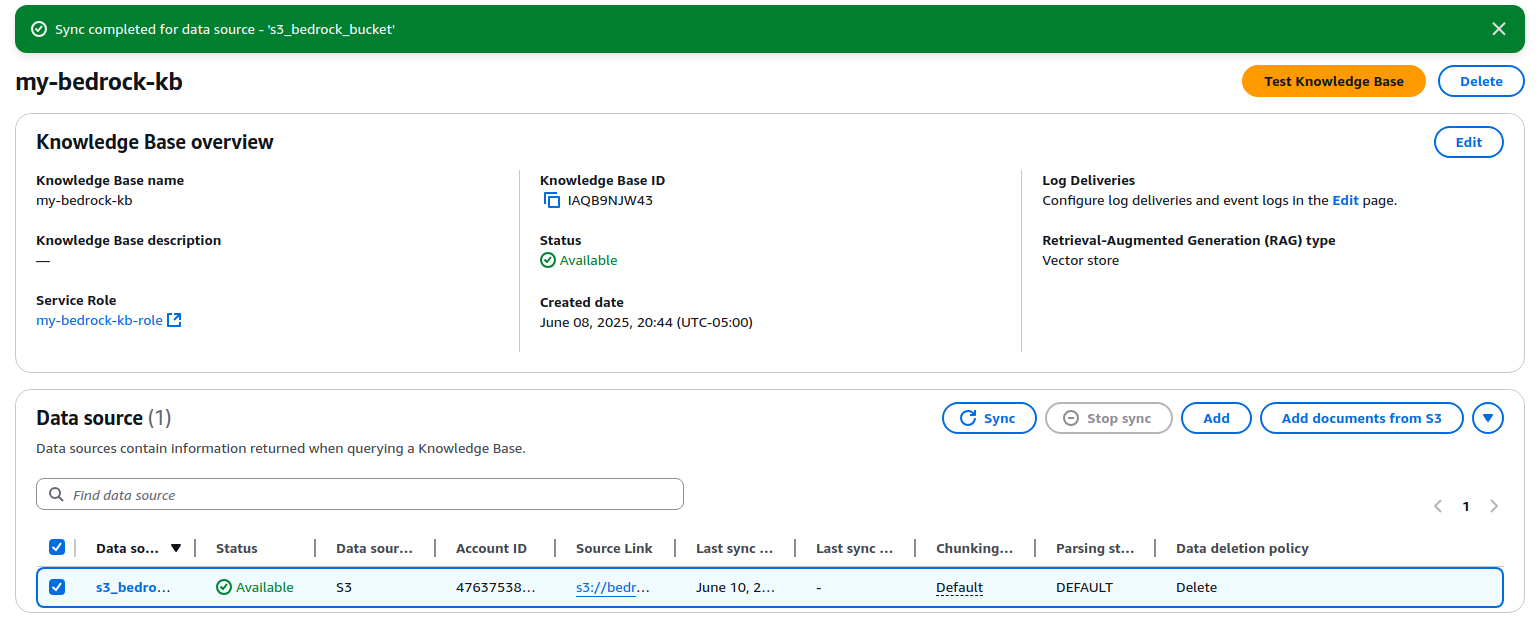 Sync completed for data source - 's3_bedrock_bucket'
my-bedrock-kb
Test Knowledge Base
Delete
Knowledge Base overview
Edit
Knowledge Base name
my-bedrock-kb
Knowledge Base description
—
Service Role
my-bedrock-kb-role
Knowledge Base ID
IAQB9NJW43
Status
Available
Created date
June 08, 2025, 20:44 (UTC-05:00)
Log Deliveries
Configure log deliveries and event logs in the Edit page.
Retrieval-Augmented Generation (RAG) type
Vector store
Data source (1)
Sync
Stop sync
Add
Add documents from S3
Data sources contain information returned when querying a Knowledge Base.
Find data source
1
Data so... Status Data sour... Account ID Source Link Last sync ... Last sync ... Chunking... Parsing st... Data deletion policy
s3_bedro... Available S3 47637538... s3://bedr... June 10, 2... - Default DEFAULT Delete